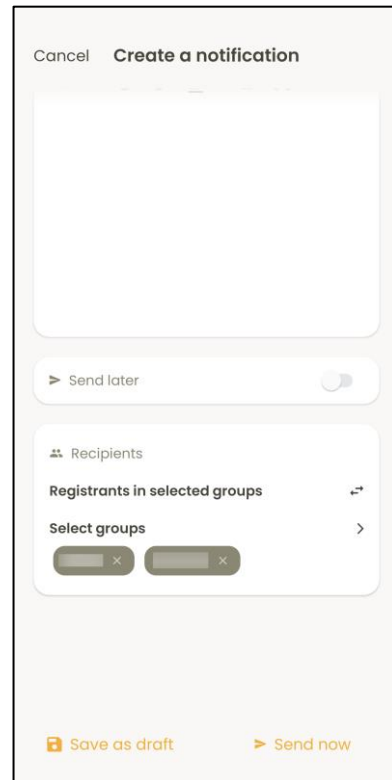 Cancel Create a notification
Send later
Recipients
Registrants in selected groups
Select groups
Save as draft Send now